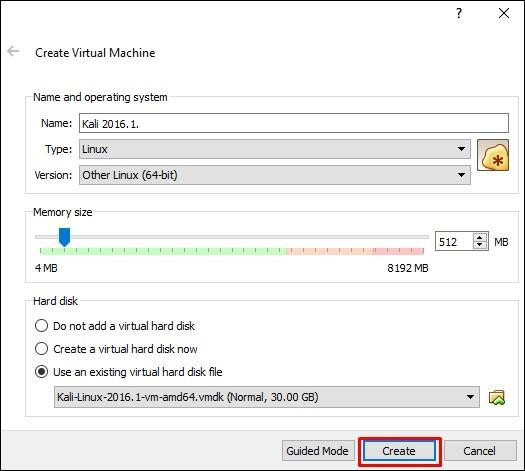 ?
Create Virtual Machine
Name and operating system
Name: Kali 2016.1.
Type: Linux
Version: Other Linux (64-bit)
Memory size
512 MB
4 MB 8192 MB
Hard disk
Do not add a virtual hard disk
Create a virtual hard disk now
Use an existing virtual hard disk file
Kali-Linux-2016.1-vm-amd64.vmdk (Normal, 30.00 GB)
Guided Mode Create Cancel